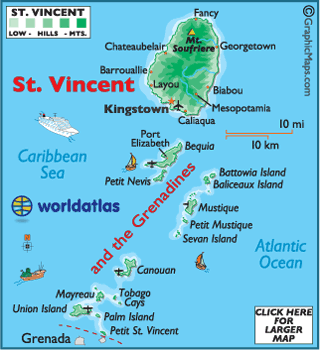 ST. VINCENT
LOW - HILLS - MTS.
© GraphicMaps.com
Fancy
Mt.
Soufriere
Chateaubelair
Georgetown
Barrouallie
St. Vincent
Layou
Biabou
Kingstown
Mesopotamia
Calliaqua
10 mi
10 km
Port
Elizabeth
Bequia
Caribbean
Sea
Petit Nevis
Battowia Island
Baliceaux Island
and the Grenadines
worldatlas
Mustique
Petit Mustique
Sevan Island
Atlantic
Ocean
Canouan
Mayreau
Tobago
Cays
Union Island
Palm Island
Petit St. Vincent
Grenada
CLICK HERE
FOR
LARGER
MAP